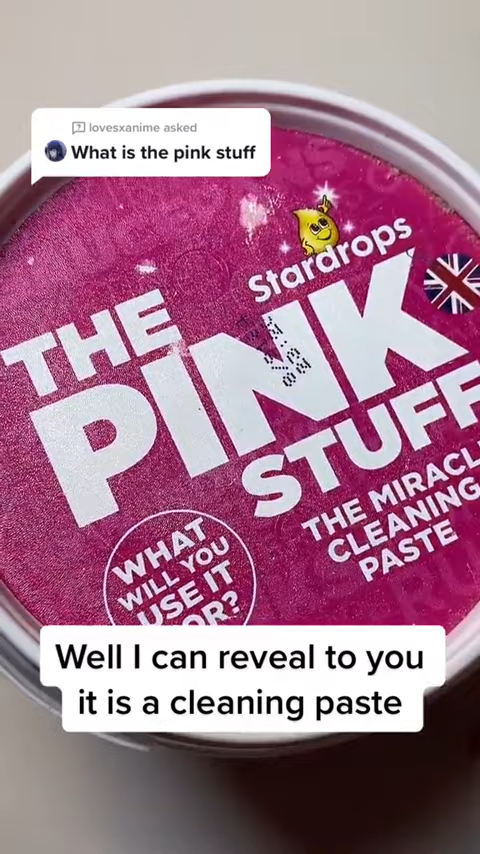 lovesxanime asked
What is the pink stuff
Stardrops
THE
PINK
STUFF
THE MIRACLE
CLEANING
PASTE
WHAT
WILL YOU
USE IT
FOR?
Well I can reveal to you
it is a cleaning paste